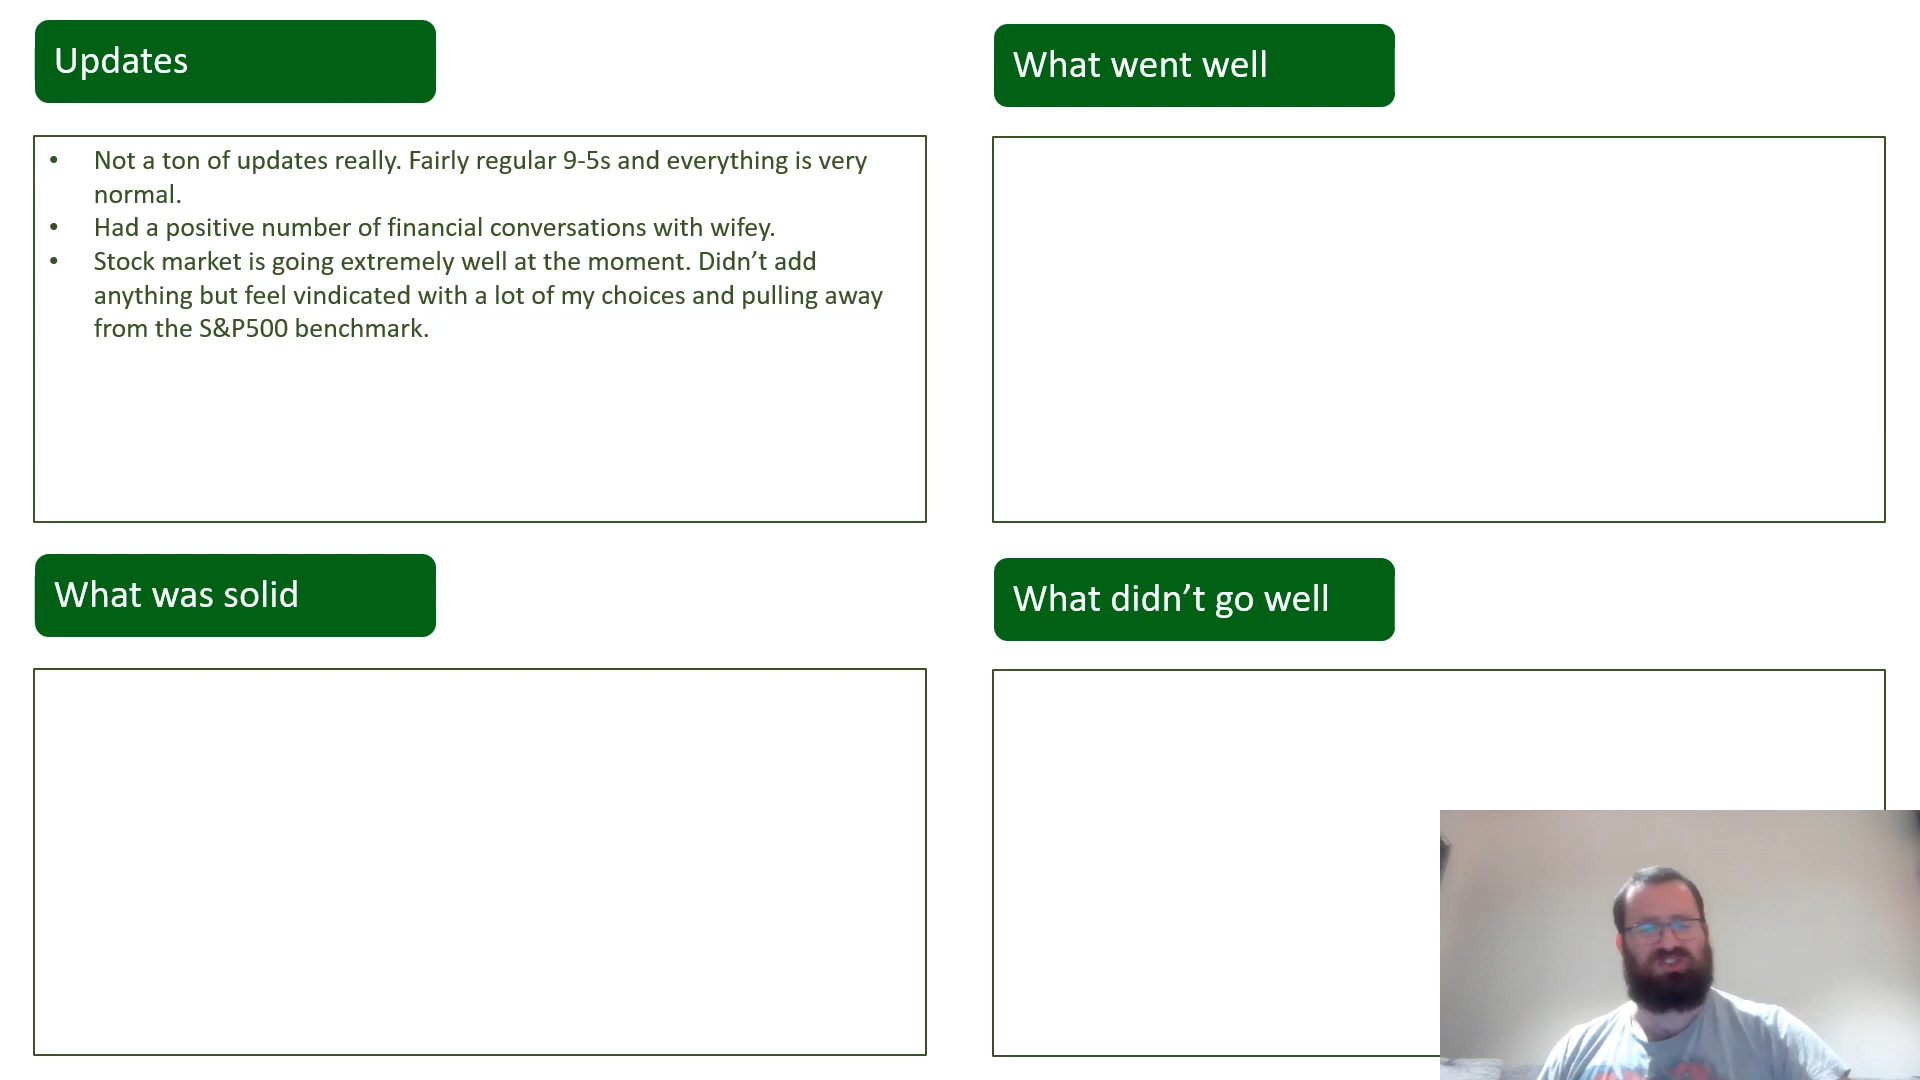 Updates
• Not a ton of updates really. Fairly regular 9-5s and everything is very
normal.
• Had a positive number of financial conversations with wifey.
• Stock market is going extremely well at the moment. Didn’t add
anything but feel vindicated with a lot of my choices and pulling away
from the S&P500 benchmark.
What went well
What was solid
What didn’t go well